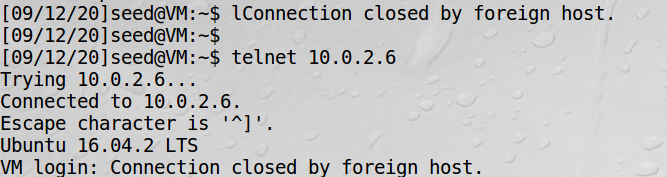 [09/12/20]seed@VM:~$ lConnection closed by foreign host.
[09/12/20]seed@VM:~$
[09/12/20]seed@VM:~$ telnet 10.0.2.6
Trying 10.0.2.6...
Connected to 10.0.2.6.
Escape character is '^]'.
Ubuntu 16.04.2 LTS
VM login: Connection closed by foreign host.